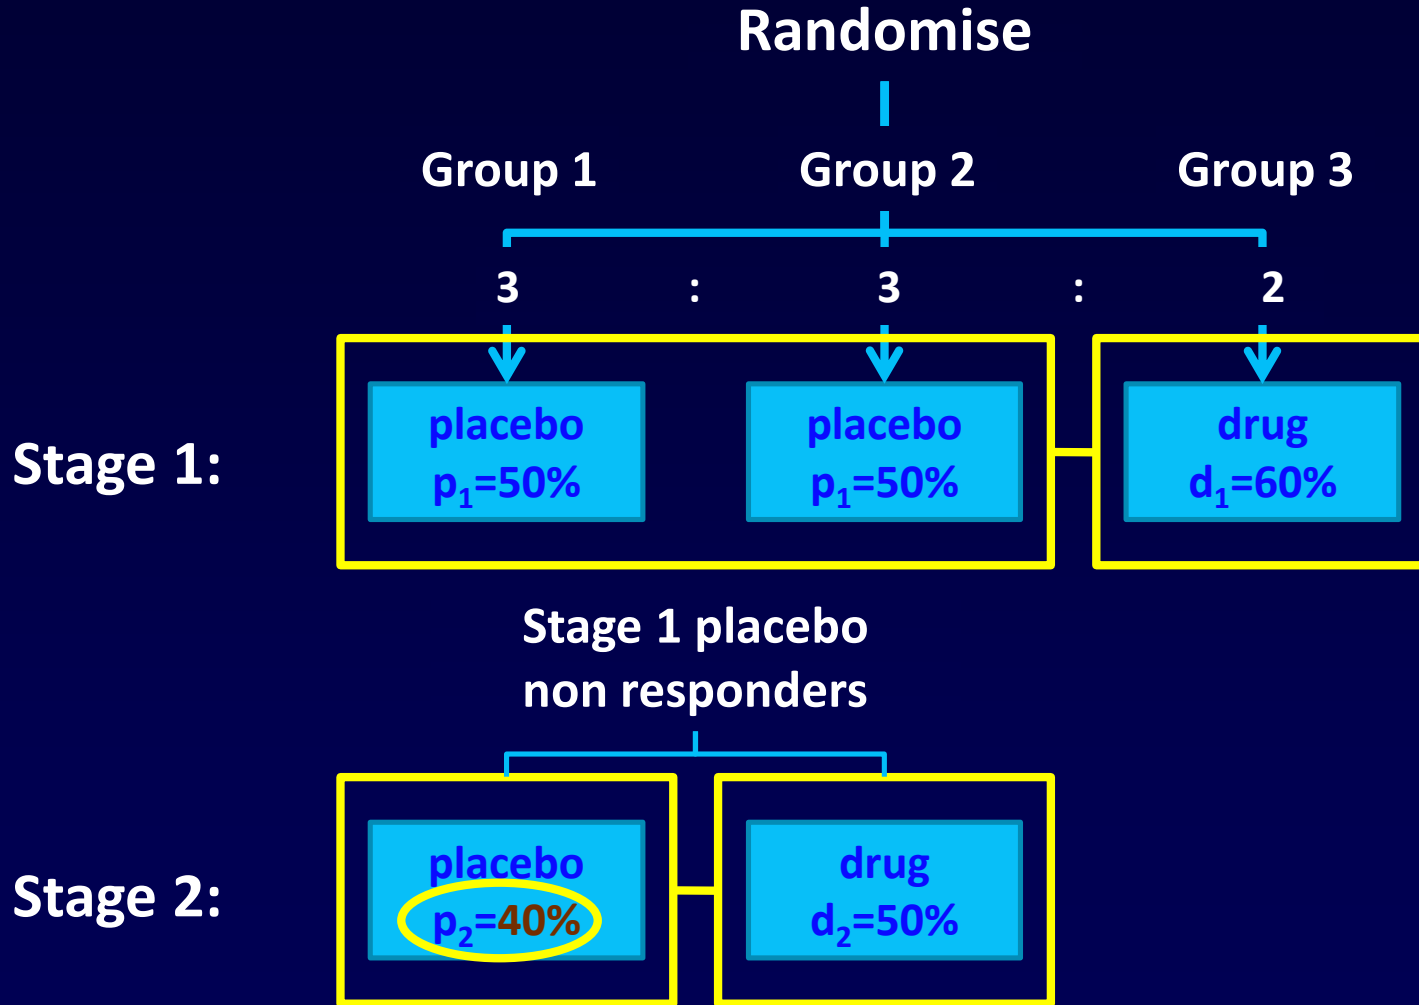 Randomise
Group 1 Group 2 Group 3
3 : 3 : 2
Stage 1:
placebo
p₁=50%
placebo
p₁=50%
drug
d₁=60%
Stage 1 placebo
non responders
Stage 2:
placebo
p₂=40%
drug
d₂=50%